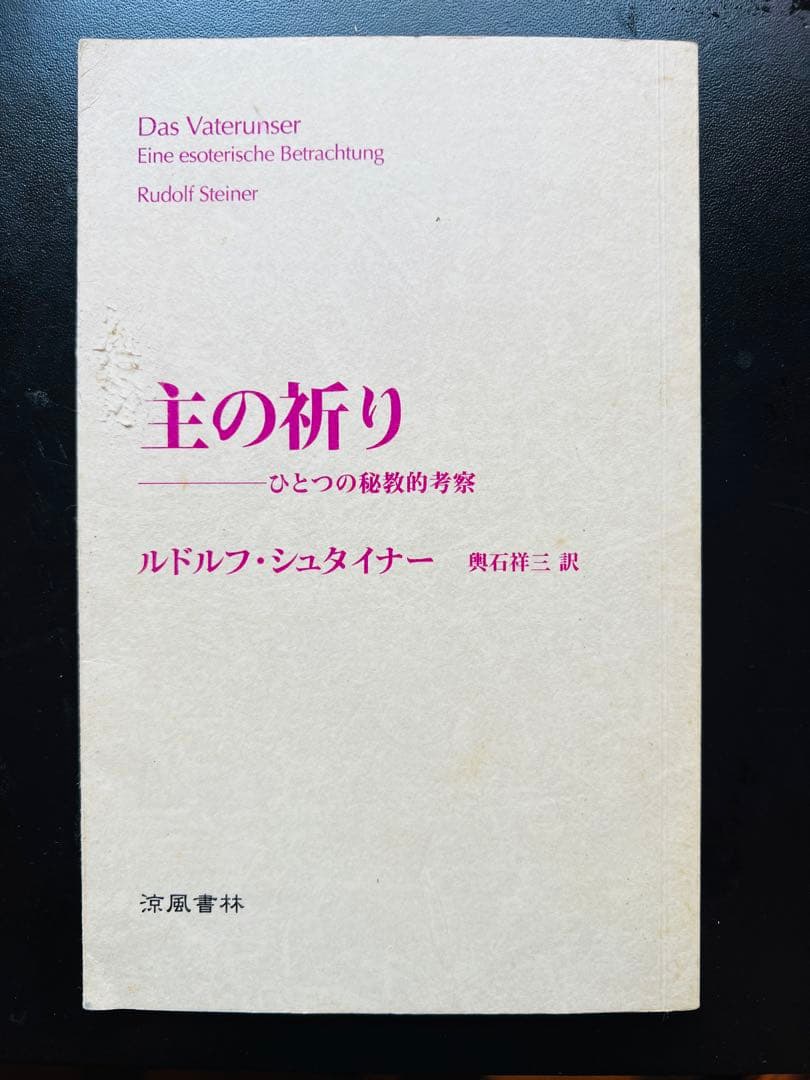 Das Vaterunser
Eine esoterische Betrachtung
Rudolf Steiner
主の祈り
――ひとつの秘教的考察
ルドルフ・シュタイナー 輿石祥三 訳
涼風書林